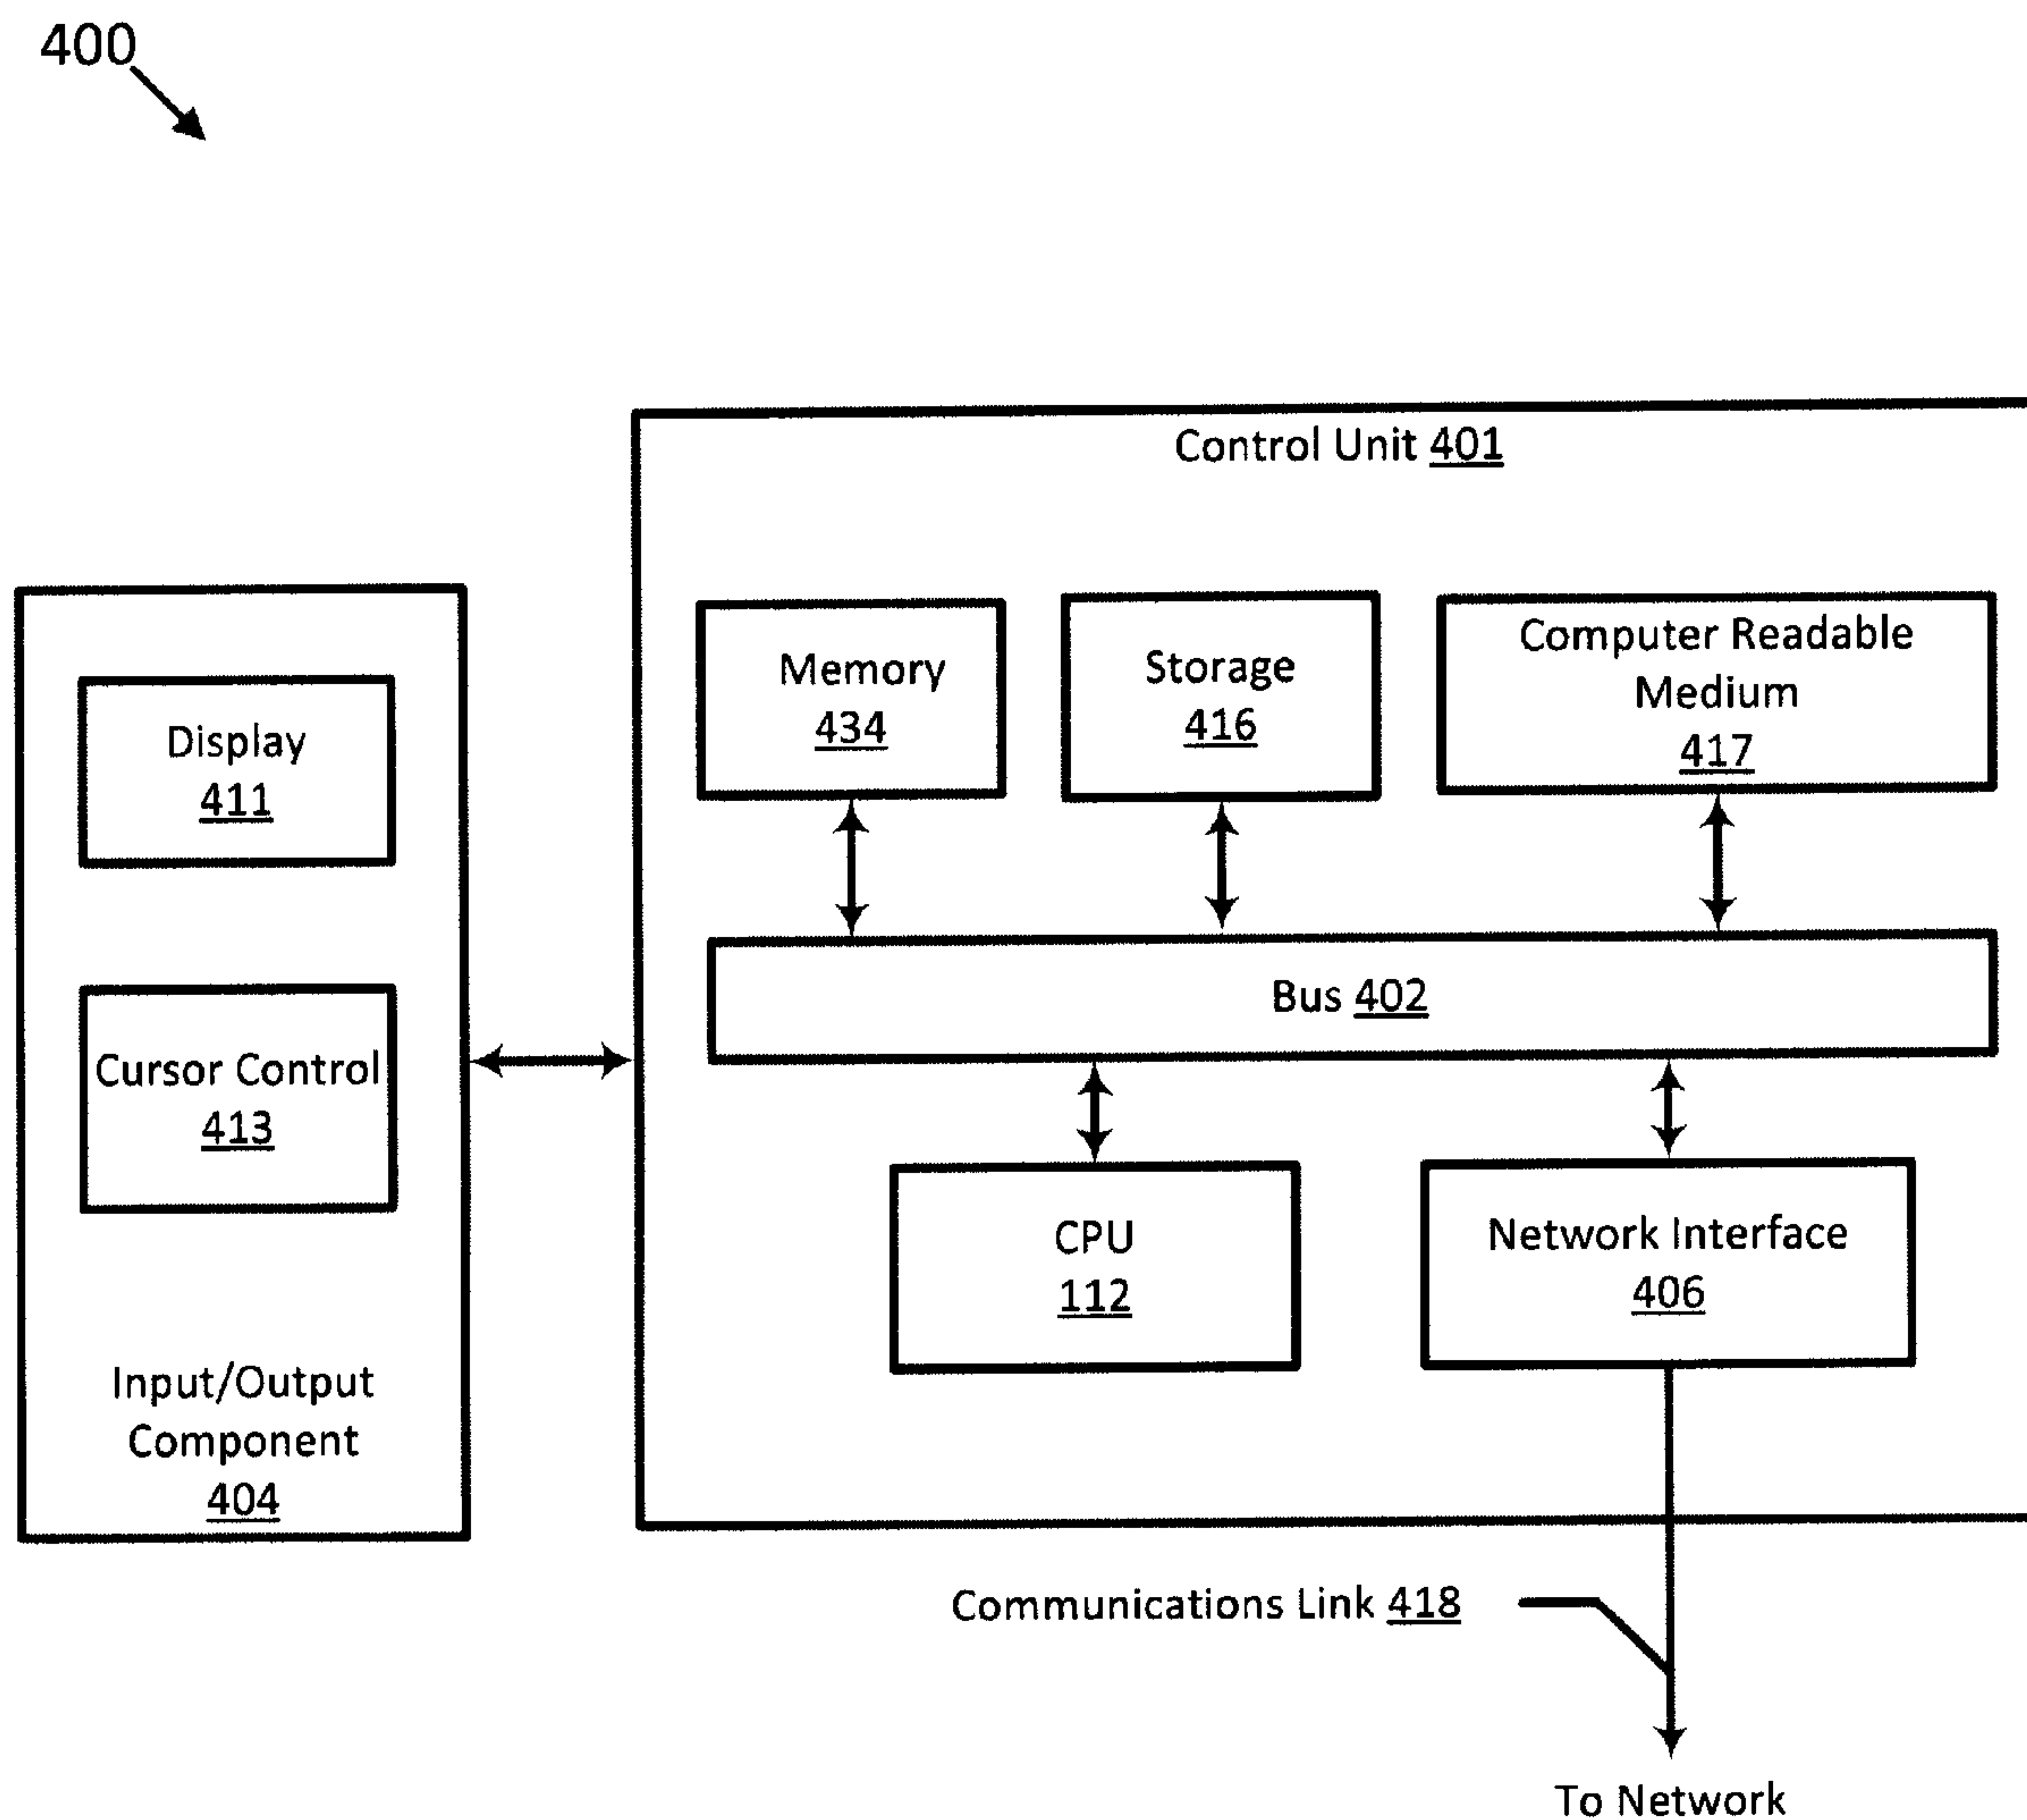 400
Control Unit 401
Memory
434
Storage
416
Computer Readable
Medium
417
Display
411
Bus 402
Cursor Control
413
CPU
112
Network Interface
406
Input/Output
Component
404
Communications Link 418
To Network